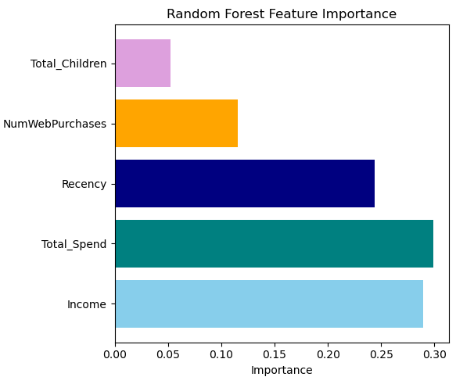 Random Forest Feature Importance
Total_Children
NumWebPurchases
Recency
Total_Spend
Income
0.00 0.05 0.10 0.15 0.20 0.25 0.30
Importance